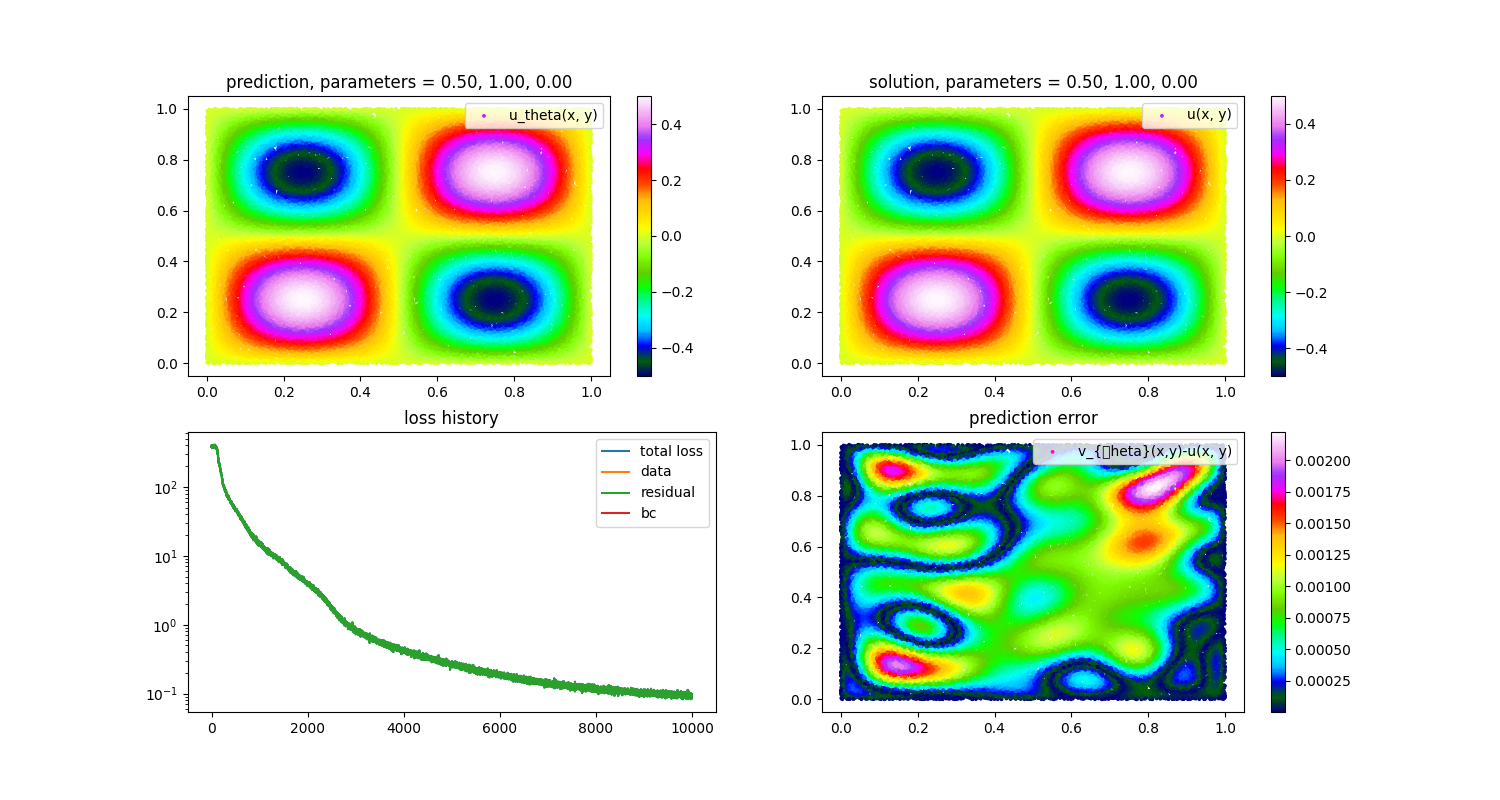 prediction, parameters = 0.50, 1.00, 0.00
1.0
0.8
0.6
0.4
0.2
0.0
u_theta(x, y)
0.0 0.2 0.4 0.6 0.8 1.0
0.4
0.2
0.0
−0.2
−0.4
solution, parameters = 0.50, 1.00, 0.00
1.0
0.8
0.6
0.4
0.2
0.0
u(x, y)
0.0 0.2 0.4 0.6 0.8 1.0
0.4
0.2
0.0
−0.2
−0.4
loss history
10²
10¹
10⁰
10⁻¹
total loss
data
residual
bc
0 2000 4000 6000 8000 10000
prediction error
1.0
0.8
0.6
0.4
0.2
0.0
v_{▯heta}(x,y)-u(x, y)
0.0 0.2 0.4 0.6 0.8 1.0
0.00200
0.00175
0.00150
0.00125
0.00100
0.00075
0.00050
0.00025